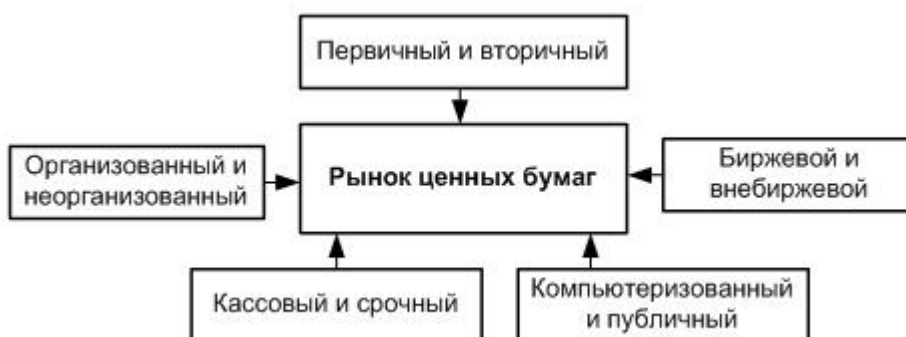 Первичный и вторичный
Организованный и
неорганизованный
Рынок ценных бумаг
Биржевой и
внебиржевой
Кассовый и срочный
Компьютеризованный
и публичный